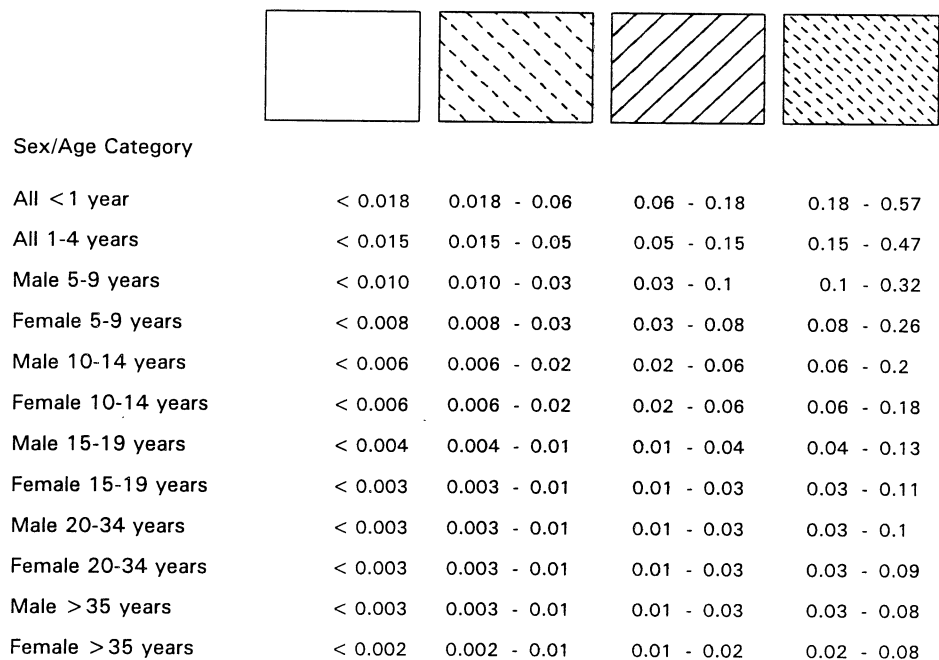 Sex/Age Category
All <1 year < 0.018 0.018 - 0.06 0.06 - 0.18 0.18 - 0.57
All 1-4 years < 0.015 0.015 - 0.05 0.05 - 0.15 0.15 - 0.47
Male 5-9 years < 0.010 0.010 - 0.03 0.03 - 0.1 0.1 - 0.32
Female 5-9 years < 0.008 0.008 - 0.03 0.03 - 0.08 0.08 - 0.26
Male 10-14 years < 0.006 0.006 - 0.02 0.02 - 0.06 0.06 - 0.2
Female 10-14 years < 0.006 0.006 - 0.02 0.02 - 0.06 0.06 - 0.18
Male 15-19 years < 0.004 0.004 - 0.01 0.01 - 0.04 0.04 - 0.13
Female 15-19 years < 0.003 0.003 - 0.01 0.01 - 0.03 0.03 - 0.11
Male 20-34 years < 0.003 0.003 - 0.01 0.01 - 0.03 0.03 - 0.1
Female 20-34 years < 0.003 0.003 - 0.01 0.01 - 0.03 0.03 - 0.09
Male >35 years < 0.003 0.003 - 0.01 0.01 - 0.03 0.03 - 0.08
Female >35 years < 0.002 0.002 - 0.01 0.01 - 0.02 0.02 - 0.08